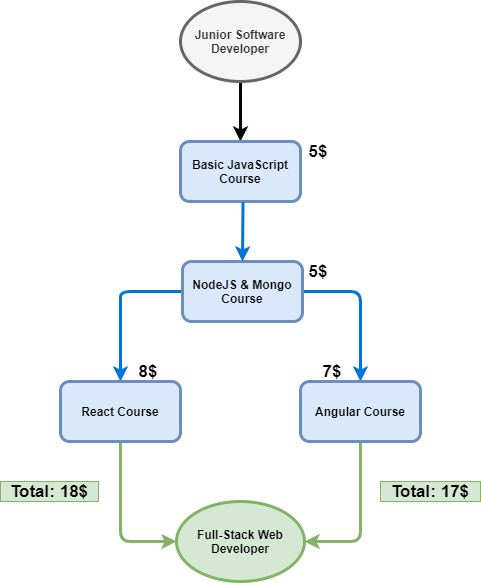 Junior Software
Developer
5$
Basic JavaScript
Course
5$
NodeJS & Mongo
Course
8$
7$
React Course
Angular Course
Total: 18$
Total: 17$
Full-Stack Web
Developer